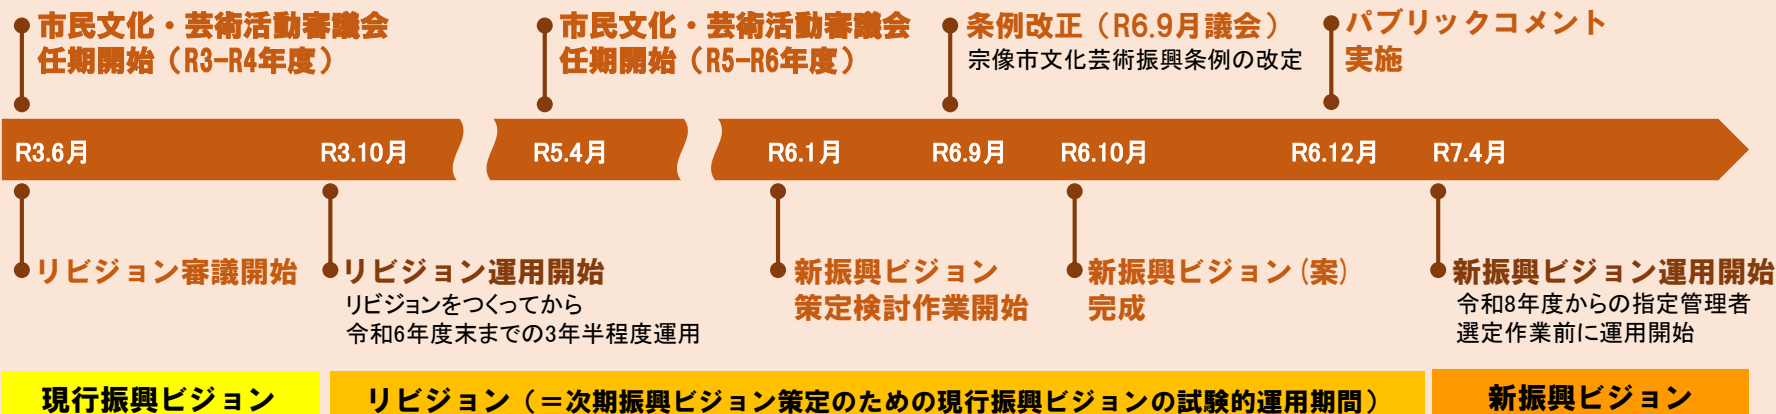 市民文化・芸術活動審議会
任期開始（R3-R4年度）
市民文化・芸術活動審議会
任期開始（R5-R6年度）
条例改正（R6.9月議会）
宗像市文化芸術振興条例の改定
パブリックコメント
実施
R3.6月
R3.10月
R5.4月
R6.1月
R6.9月
R6.10月
R6.12月
R7.4月
リビジョン審議開始
リビジョン運用開始
リビジョンをつくってから
令和6年度末までの3年半程度運用
新振興ビジョン
策定検討作業開始
新振興ビジョン(案)
完成
新振興ビジョン運用開始
令和8年度からの指定管理者
選定作業前に運用開始
現行振興ビジョン
リビジョン（＝次期振興ビジョン策定のための現行振興ビジョンの試験的運用期間）
新振興ビジョン